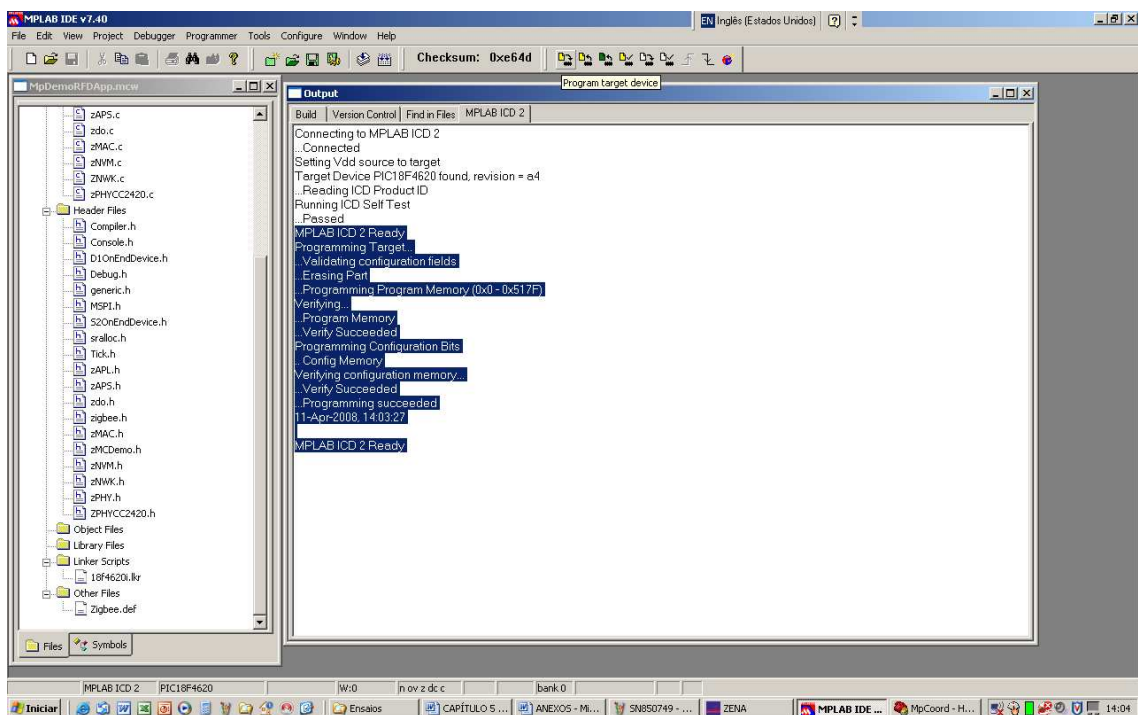 MPLAB IDE v7.40
EN Inglês (Estados Unidos)
File Edit View Project Debugger Programmer Tools Configure Window Help
Checksum: 0xe64d
Program target device
MpDemoRFDApp.mcw
zAPS.c
zdo.c
zMAC.c
zNVM.c
ZNWK.c
zPHYCC2420.c
Header Files
Compiler.h
Console.h
D1OnEndDevice.h
Debug.h
generic.h
MSPI.h
S2OnEndDevice.h
sralloc.h
Tick.h
zAPL.h
zAPS.h
zdo.h
zigbee.h
zMAC.h
zMCDemo.h
zNVM.h
zNWK.h
zPHY.h
ZPHYCC2420.h
Object Files
Library Files
Linker Scripts
18f4620i.lkr
Other Files
Zigbee.def
Files Symbols
Output
Build Version Control Find in Files MPLAB ICD 2
Connecting to MPLAB ICD 2
...Connected
Setting Vdd source to target
Target Device PIC18F4620 found, revision = a4
...Reading ICD Product ID
Running ICD Self Test
...Passed
MPLAB ICD 2 Ready
Programming Target...
...Validating configuration fields
...Erasing Part
...Programming Program Memory (0x0 - 0x517F)
Verifying...
...Program Memory
...Verify Succeeded
Programming Configuration Bits
.. Config Memory
Verifying configuration memory...
...Verify Succeeded
...Programming succeeded
11-Apr-2008, 14:03:27
MPLAB ICD 2 Ready
MPLAB ICD 2 PIC18F4620 W:0 n ov z dc c bank 0
Iniciar Ensaios CAPÍTULO 5 ... ANEXOS - Mi... SN850749 - ... ZENA MPLAB IDE ... MpCoord - H... 14:04